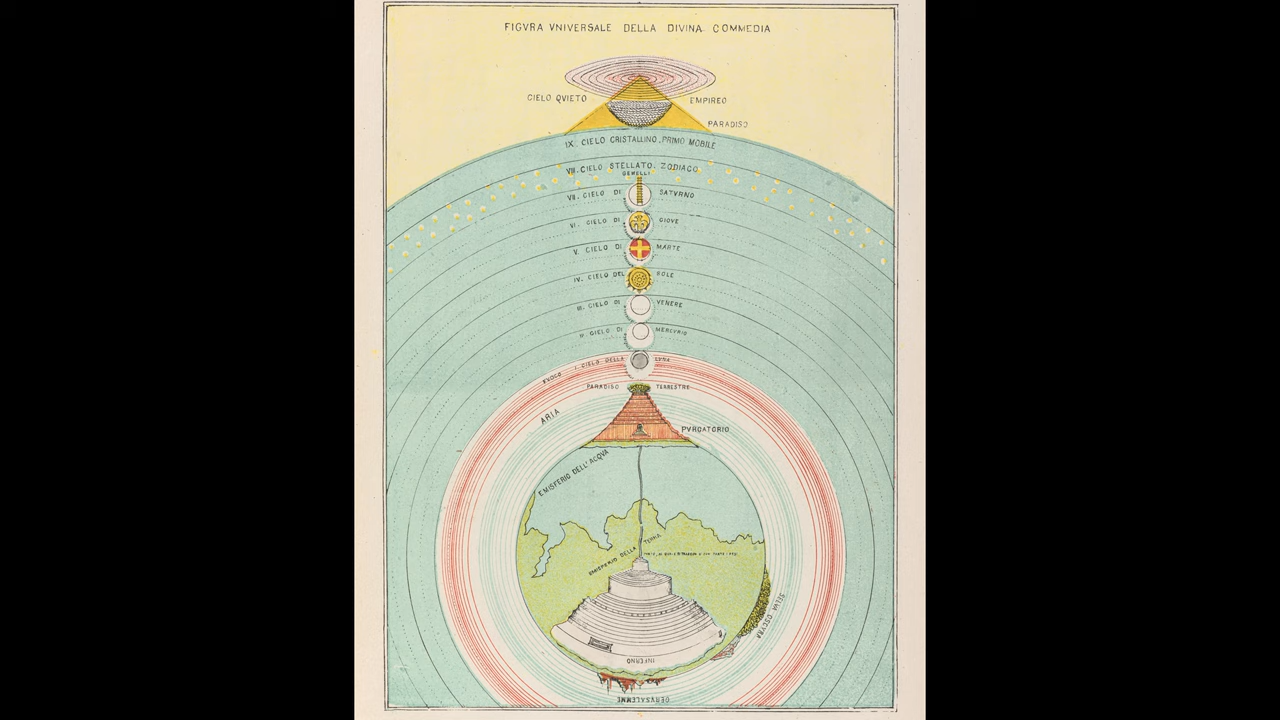 FIGVRA VNIVERSALE DELLA DIVINA COMMEDIA
CIELO QVIETO EMPIREO
PARADISO
IX. CIELO CRISTALLINO, PRIMO MOBILE
VIII. CIELO STELLATO. ZODIACO
GEMELLI
VII. CIELO DI SATVRNO
VI. CIELO DI GIOVE
V. CIELO DI MARTE
IV. CIELO DEL SOLE
III. CIELO DI VENERE
II. CIELO DI MERCVRIO
FVOCO I. CIELO DELLA LVNA
PARADISO TERRESTRE
ARIA
PVRGATORIO
EMISFERIO DELL'ACQVA
EMISFERIO DELLA TERRA
SELVA OSCVRA
INFERNO
GERVSALEMME